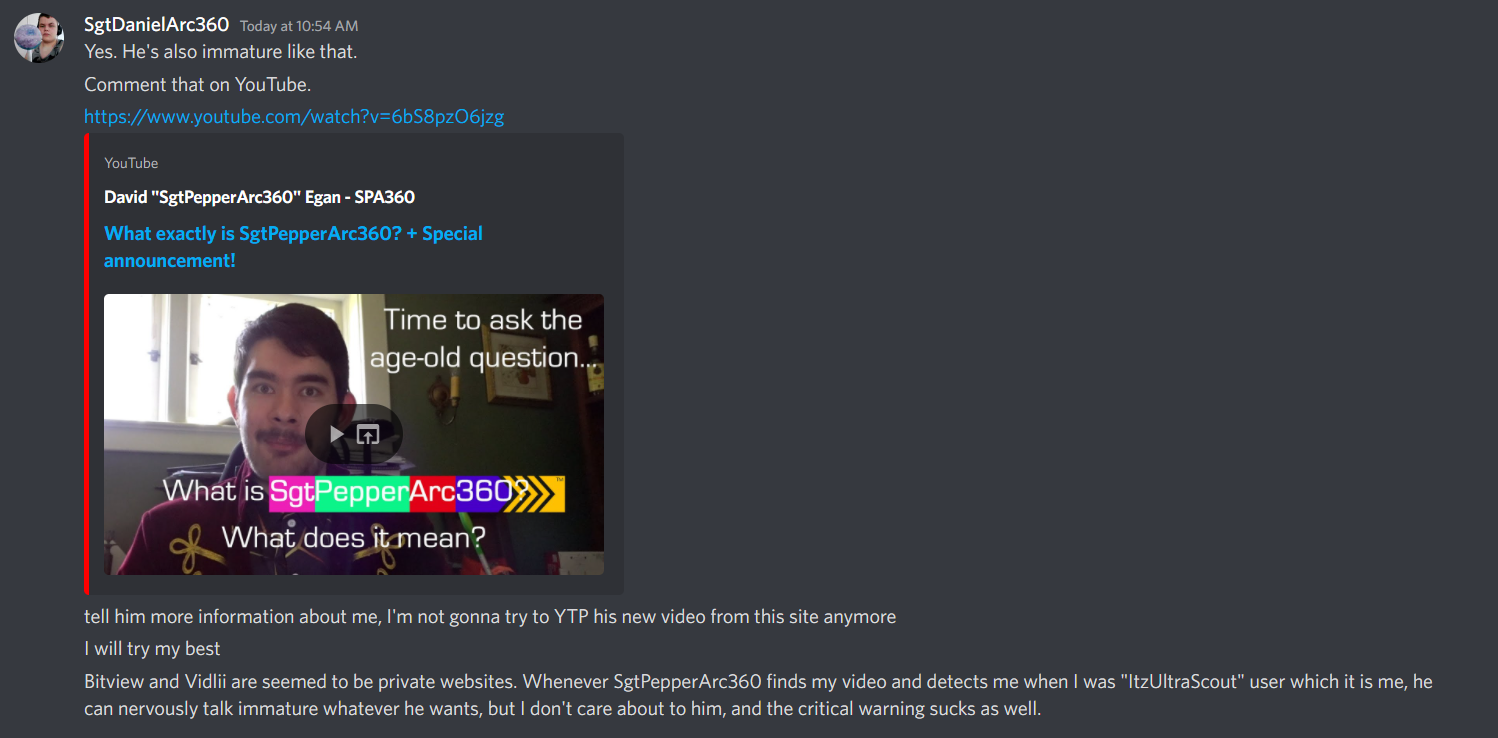 SgtDanielArc360 Today at 10:54 AM
Yes. He's also immature like that.
Comment that on YouTube.
https://www.youtube.com/watch?v=6bS8pzO6jzg
YouTube
David "SgtPepperArc360" Egan - SPA360
What exactly is SgtPepperArc360? + Special
announcement!
Time to ask the
age-old question...
What is SgtPepperArc360?
What does it mean?
tell him more information about me, I'm not gonna try to YTP his new video from this site anymore
I will try my best
Bitview and Vidlii are seemed to be private websites. Whenever SgtPepperArc360 finds my video and detects me when I was "ItzUltraScout" user which it is me, he
can nervously talk immature whatever he wants, but I don't care about to him, and the critical warning sucks as well.